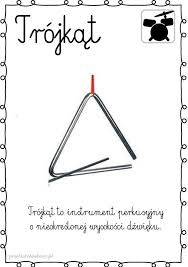 Trójkąt
Trójkąt to instrument perkusyjny
o nieokreślonej wysokości dźwięku.